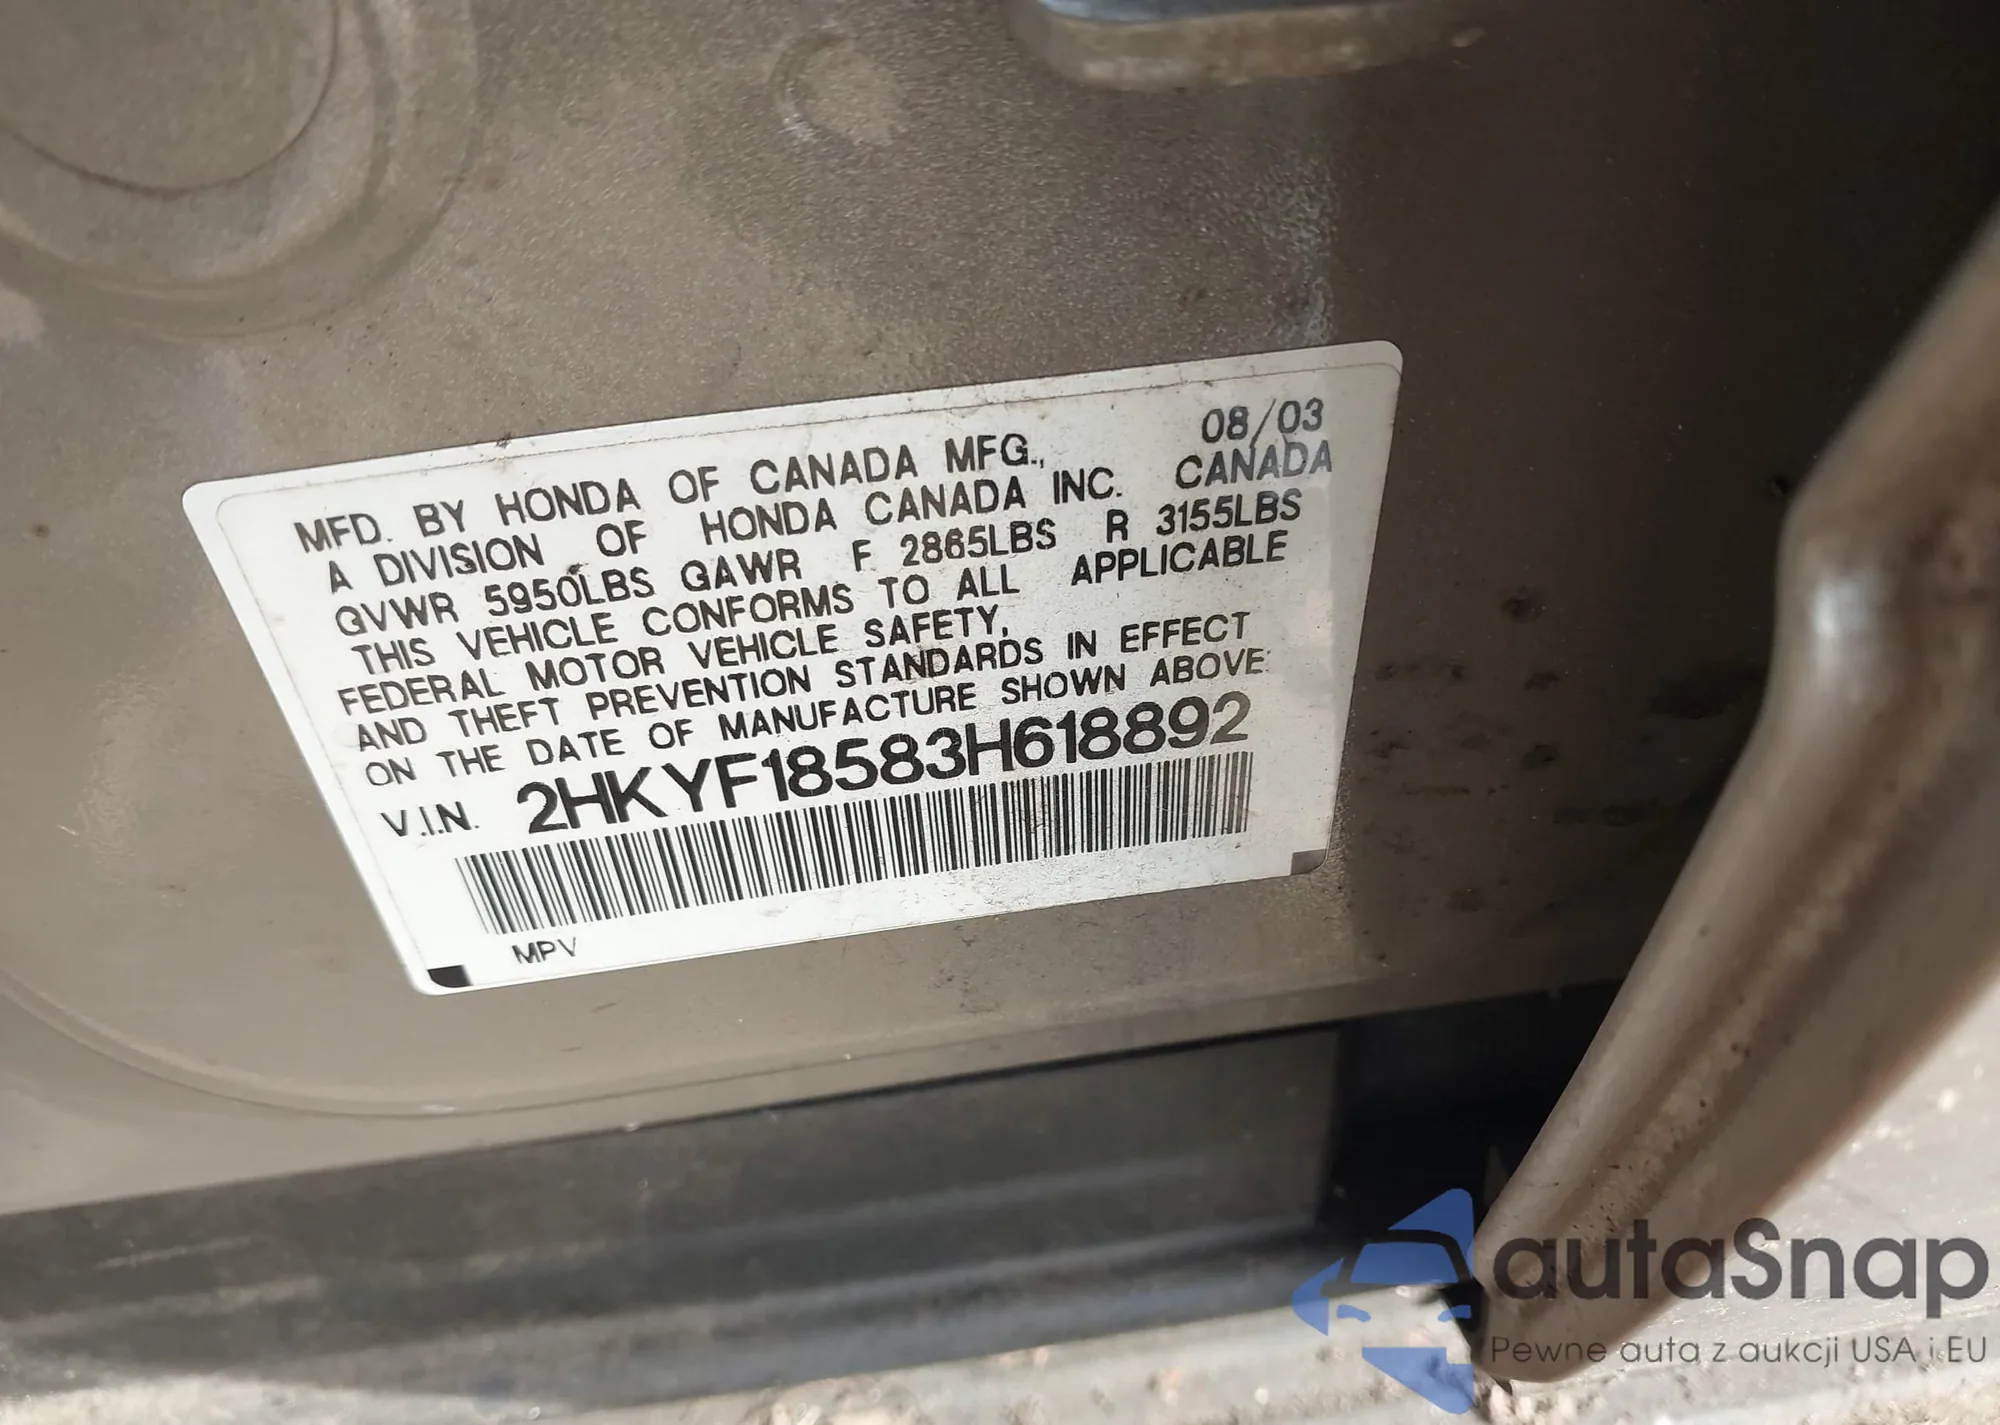 08/03
MFD. BY HONDA OF CANADA MFG.,
A DIVISION OF HONDA CANADA INC. CANADA
GVWR 5950LBS GAWR F 2865LBS R 3155LBS
THIS VEHICLE CONFORMS TO ALL APPLICABLE
FEDERAL MOTOR VEHICLE SAFETY,
AND THEFT PREVENTION STANDARDS IN EFFECT
ON THE DATE OF MANUFACTURE SHOWN ABOVE:
V.I.N. 2HKYF18583H618892
MPV
autaSnap
Pewne auta z aukcji USA i EU